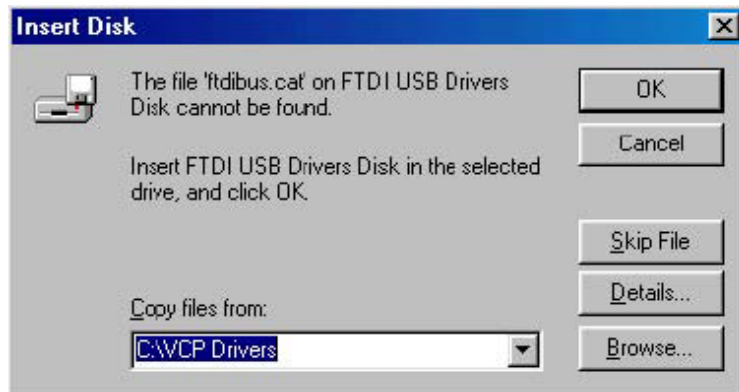 Insert Disk
The file 'ftdibus.cat' on FTDI USB Drivers
Disk cannot be found.
Insert FTDI USB Drivers Disk in the selected
drive, and click OK.
Copy files from:
C:\VCP Drivers
OK
Cancel
Skip File
Details...
Browse...